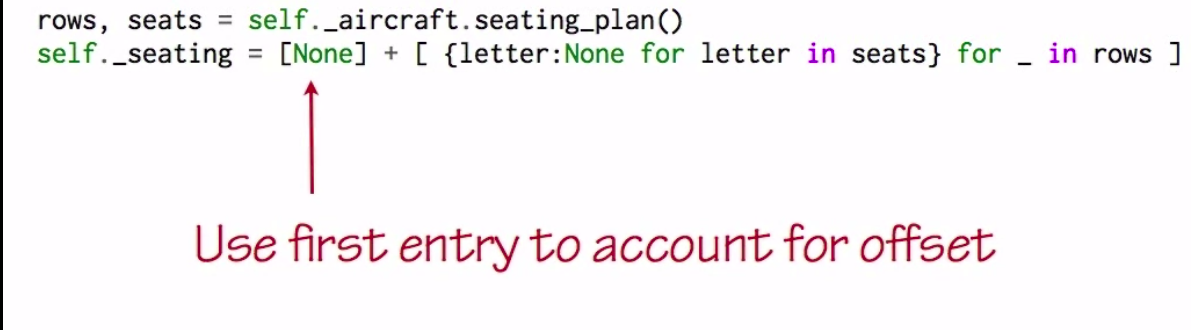 rows, seats = self._aircraft.seating_plan()
self._seating = [None] + [ {letter:None for letter in seats} for _ in rows ]
Use first entry to account for offset